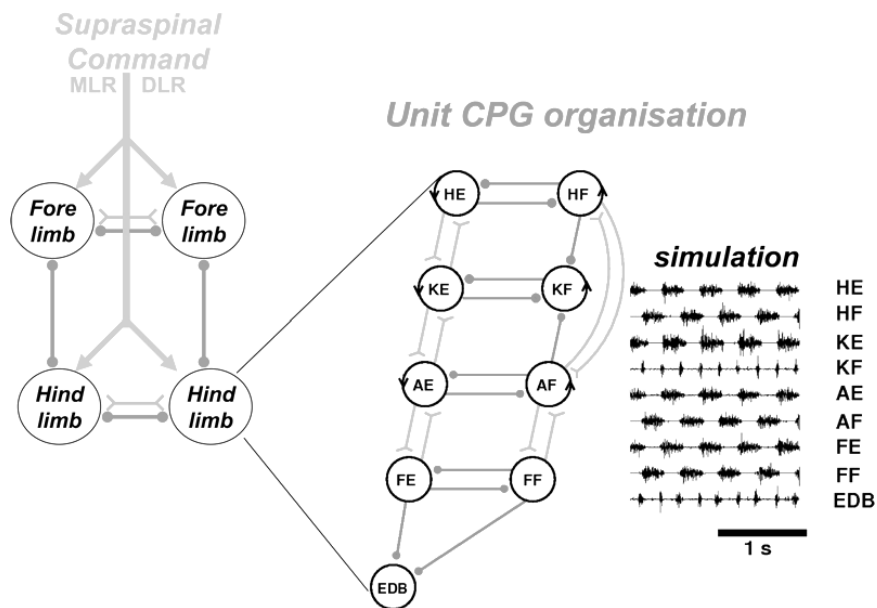 Supraspinal
Command
MLR DLR
Fore
limb
Fore
limb
Hind
limb
Hind
limb
Unit CPG organisation
HE
HF
KE
KF
AE
AF
FE
FF
EDB
simulation
HE
HF
KE
KF
AE
AF
FE
FF
EDB
1 s